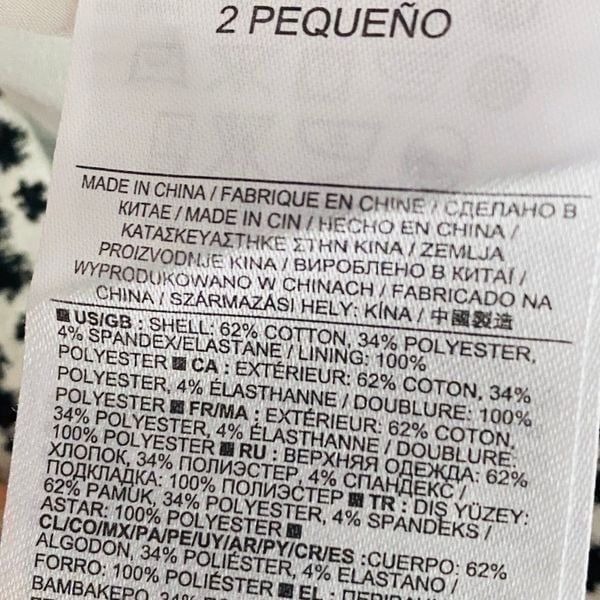 2 PEQUEÑO
MADE IN CHINA / FABRIQUE EN CHINE / СДЕЛАНО В
КИТАЕ / MADE IN CIN / HECHO EN CHINA /
ΚΑΤΑΣΚΕΥΑΣΤΗΚΕ ΣΤΗΝ ΚΙΝΑ / ZEMLJA
PROIZVODNJE KINA / ВИРОБЛЕНО В КИТАЇ /
WYPRODUKOWANO W CHINACH / FABRICADO NA
CHINA / SZÁRMAZÁSI HELY: KÍNA / 中國製造
US/GB : SHELL: 62% COTTON, 34% POLYESTER,
4% SPANDEX/ELASTANE / LINING: 100%
POLYESTER CA : EXTÉRIEUR: 62% COTON, 34%
POLYESTER, 4% ÉLASTHANNE / DOUBLURE: 100%
POLYESTER FR/MA : EXTÉRIEUR: 62% COTON,
34% POLYESTER, 4% ÉLASTHANNE / DOUBLURE:
100% POLYESTER RU : ВЕРХНЯЯ ОДЕЖДА: 62%
ХЛОПОК, 34% ПОЛИЭСТЕР, 4% СПАНДЕКС /
ПОДКЛАДКА: 100% ПОЛИЭСТЕР TR : DIŞ YÜZEY:
62% PAMUK, 34% POLYESTER, 4% SPANDEKS /
ASTAR: 100% POLYESTER
CL/CO/MX/PA/PE/UY/AR/PY/CR/ES :CUERPO: 62%
ALGODON, 34% POLIÉSTER, 4% ELASTANO /
FORRO: 100% POLIÉSTER EL :
ΒΑΜΒΑΚΕΡΟ, 34%